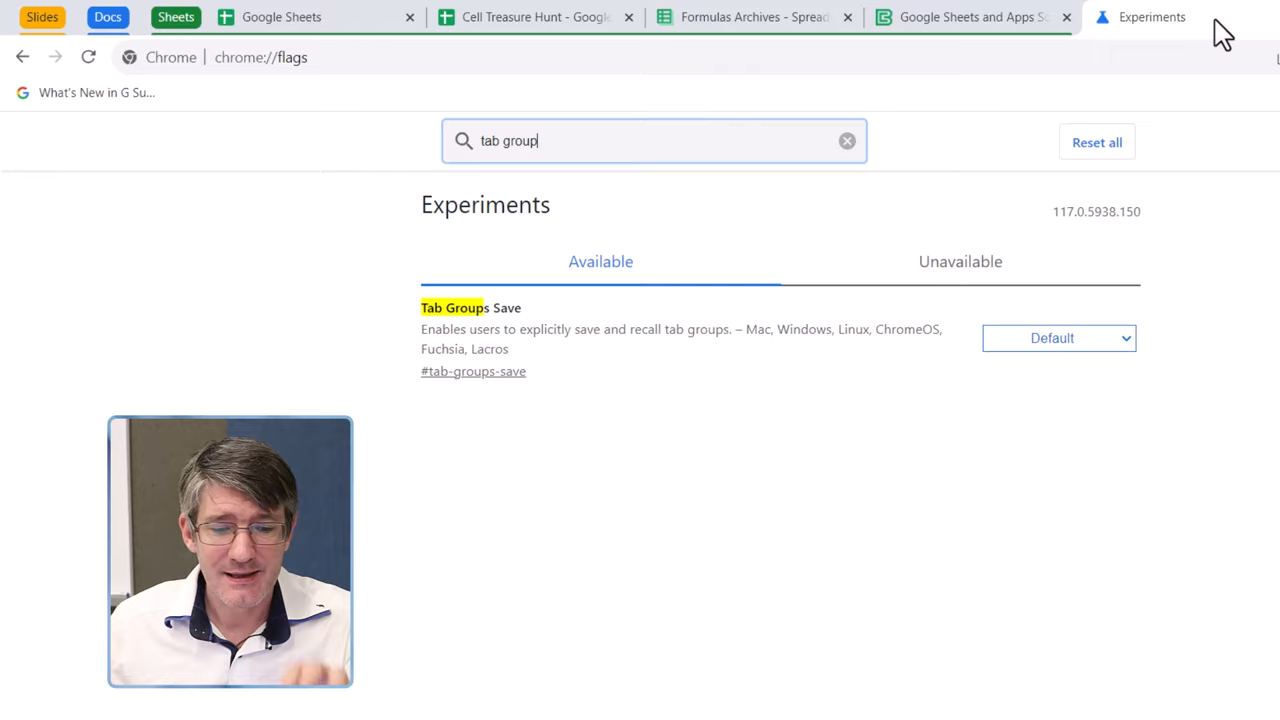 Slides Docs Sheets Google Sheets Cell Treasure Hunt - Google Formulas Archives - Spread Google Sheets and Apps Sc Experiments
Chrome chrome://flags
What's New in G Su...
tab group
Reset all
Experiments
117.0.5938.150
Available Unavailable
Tab Groups Save
Enables users to explicitly save and recall tab groups. – Mac, Windows, Linux, ChromeOS,
Fuchsia, Lacros
Default
#tab-groups-save